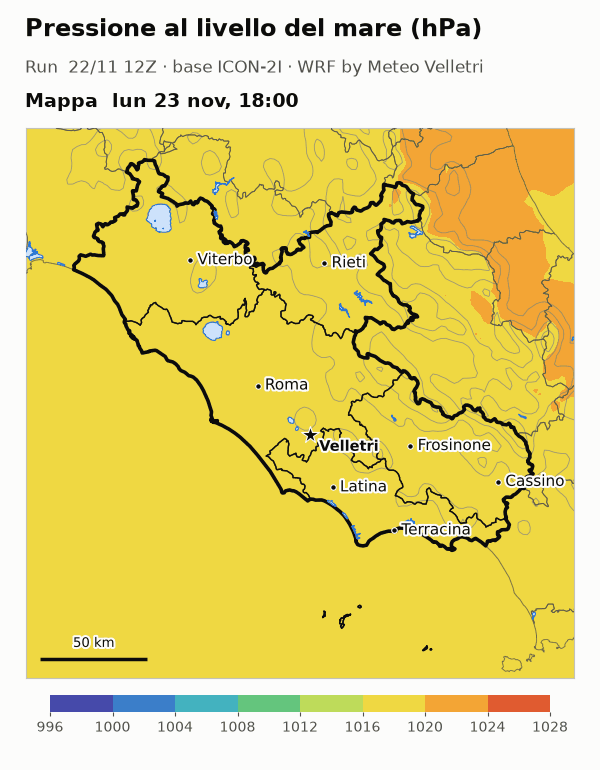 Pressione al livello del mare (hPa)
Run  22/11 12Z · base ICON-2I · WRF by Meteo Velletri
Mappa  lun 23 nov, 18:00
Viterbo
Rieti
Roma
Velletri
Frosinone
Cassino
Latina
Terracina
50 km
996 1000 1004 1008 1012 1016 1020 1024 1028